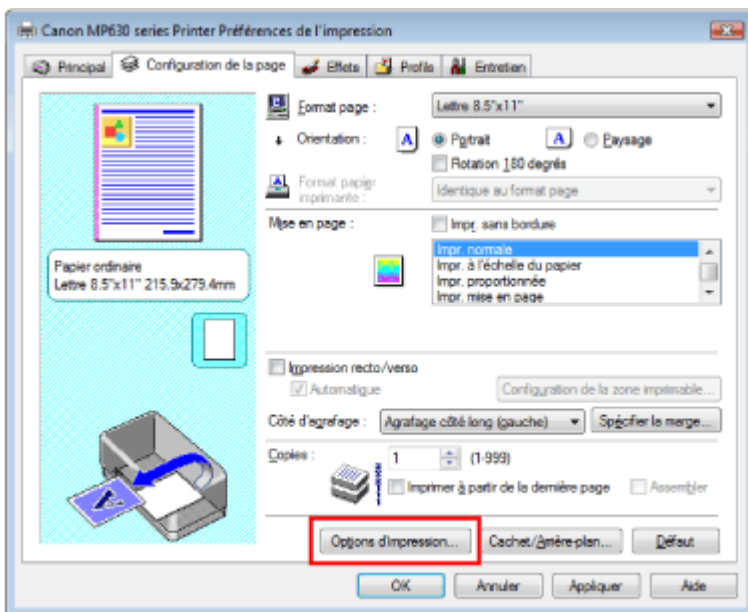 Canon MP630 series Printer Préférences de l'impression
Principal
Configuration de la page
Effets
Profils
Entretien
Format page :
Lettre 8.5"x11"
Orientation :
A
Portrait
A
Paysage
Rotation 180 degrés
Format papier
imprimante :
Identique au format page
Mise en page :
Impr. sans bordure
Impr. normale
Impr. à l'échelle du papier
Impr. proportionnée
Impr. mise en page
Papier ordinaire
Lettre 8.5"x11" 215.9x279.4mm
Impression recto/verso
Automatique
Configuration de la zone imprimable...
Côté d'agrafage :
Agrafage côté long (gauche)
Spécifier la marge...
Copies :
1
(1-999)
Imprimer à partir de la dernière page
Assembler
Options d'impression...
Cachet/Arrière-plan...
Défaut
OK
Annuler
Appliquer
Aide